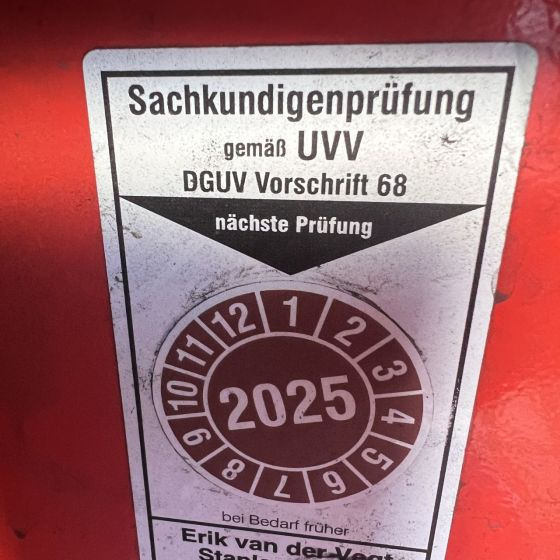 Sachkundigenprüfung
gemäß UVV
DGUV Vorschrift 68
nächste Prüfung
1
2
3
4
5
6
7
8
9
10
11
12
2025
bei Bedarf früher
Erik van der Vegt